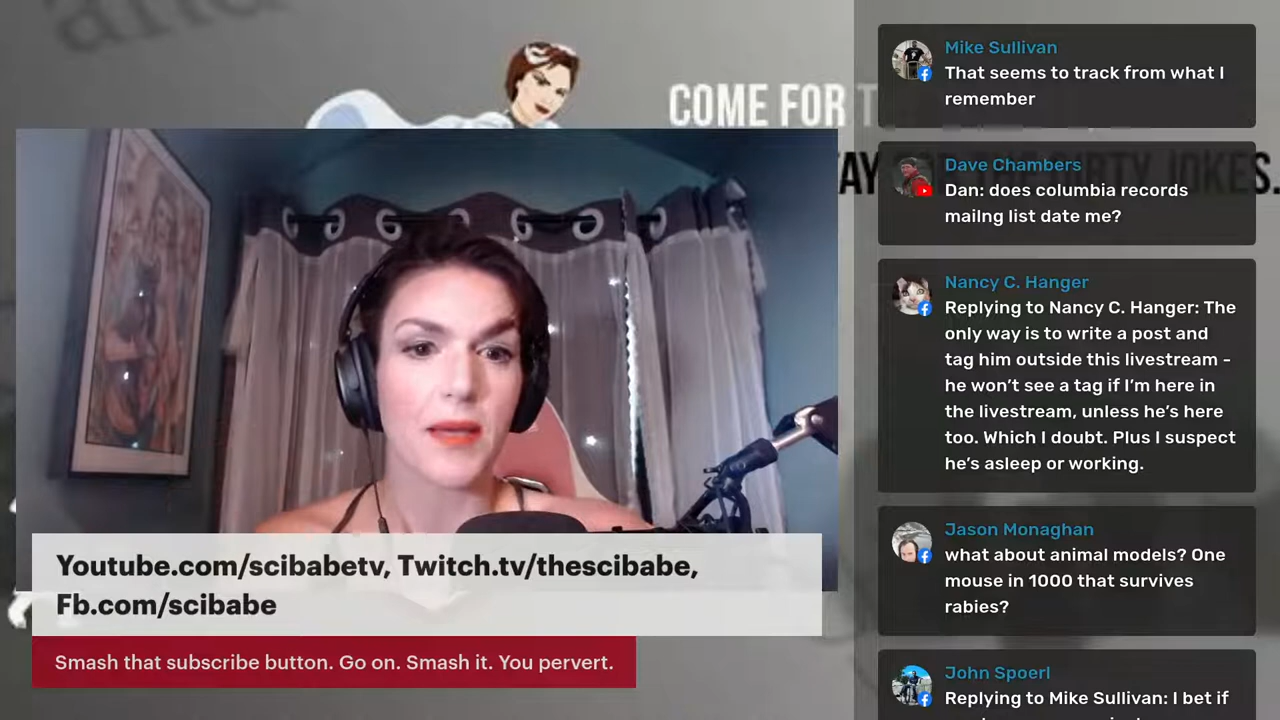 and
COME FOR T
AY
DIRTY JOKES.
Youtube.com/scibabetv, Twitch.tv/thescibabe,
Fb.com/scibabe
Smash that subscribe button. Go on. Smash it. You pervert.
Mike Sullivan
That seems to track from what I
remember
Dave Chambers
Dan: does columbia records
mailng list date me?
Nancy C. Hanger
Replying to Nancy C. Hanger: The
only way is to write a post and
tag him outside this livestream -
he won’t see a tag if I’m here in
the livestream, unless he’s here
too. Which I doubt. Plus I suspect
he’s asleep or working.
Jason Monaghan
what about animal models? One
mouse in 1000 that survives
rabies?
John Spoerl
Replying to Mike Sullivan: I bet if